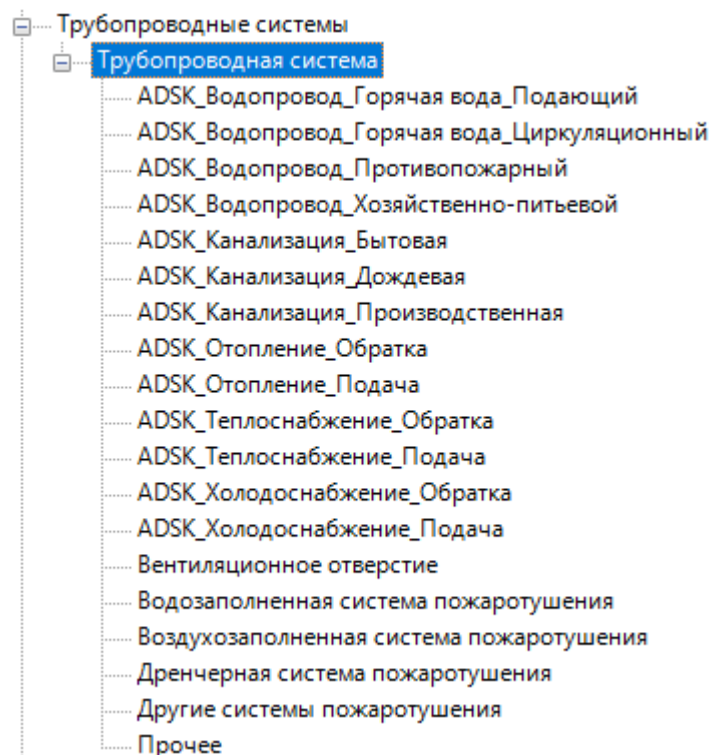 Трубопроводные системы
Трубопроводная система
ADSK_Водопровод_Горячая вода_Подающий
ADSK_Водопровод_Горячая вода_Циркуляционный
ADSK_Водопровод_Противопожарный
ADSK_Водопровод_Хозяйственно-питьевой
ADSK_Канализация_Бытовая
ADSK_Канализация_Дождевая
ADSK_Канализация_Производственная
ADSK_Отопление_Обратка
ADSK_Отопление_Подача
ADSK_Теплоснабжение_Обратка
ADSK_Теплоснабжение_Подача
ADSK_Холодоснабжение_Обратка
ADSK_Холодоснабжение_Подача
Вентиляционное отверстие
Водозаполненная система пожаротушения
Воздухозаполненная система пожаротушения
Дренчерная система пожаротушения
Другие системы пожаротушения
Прочее